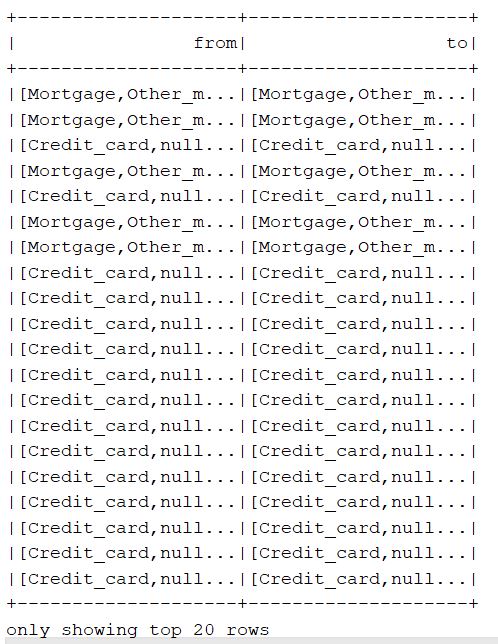 +--------------------+--------------------+
|                from|                  to|
+--------------------+--------------------+
|[Mortgage,Other_m...|[Mortgage,Other_m...|
|[Mortgage,Other_m...|[Mortgage,Other_m...|
|[Credit_card,null...|[Credit_card,null...|
|[Mortgage,Other_m...|[Mortgage,Other_m...|
|[Credit_card,null...|[Credit_card,null...|
|[Mortgage,Other_m...|[Mortgage,Other_m...|
|[Mortgage,Other_m...|[Mortgage,Other_m...|
|[Credit_card,null...|[Credit_card,null...|
|[Credit_card,null...|[Credit_card,null...|
|[Credit_card,null...|[Credit_card,null...|
|[Credit_card,null...|[Credit_card,null...|
|[Credit_card,null...|[Credit_card,null...|
|[Credit_card,null...|[Credit_card,null...|
|[Credit_card,null...|[Credit_card,null...|
|[Credit_card,null...|[Credit_card,null...|
|[Credit_card,null...|[Credit_card,null...|
|[Credit_card,null...|[Credit_card,null...|
|[Credit_card,null...|[Credit_card,null...|
|[Credit_card,null...|[Credit_card,null...|
|[Credit_card,null...|[Credit_card,null...|
+--------------------+--------------------+
only showing top 20 rows